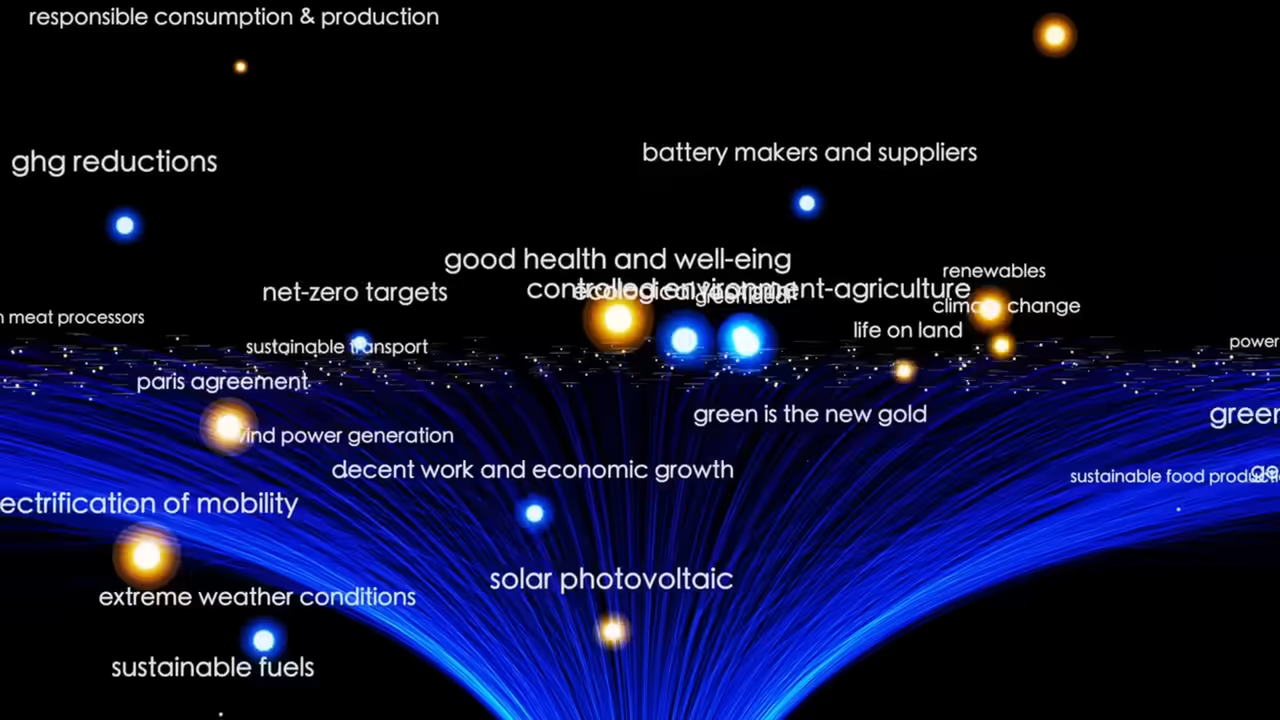 responsible consumption & production
battery makers and suppliers
ghg reductions
good health and well-eing
renewables
net-zero targets
controlled environment-agriculture
climate change
meat processors
life on land
sustainable transport
power
paris agreement
green is the new gold
green
wind power generation
decent work and economic growth
sustainable food production
ectrification of mobility
solar photovoltaic
extreme weather conditions
sustainable fuels